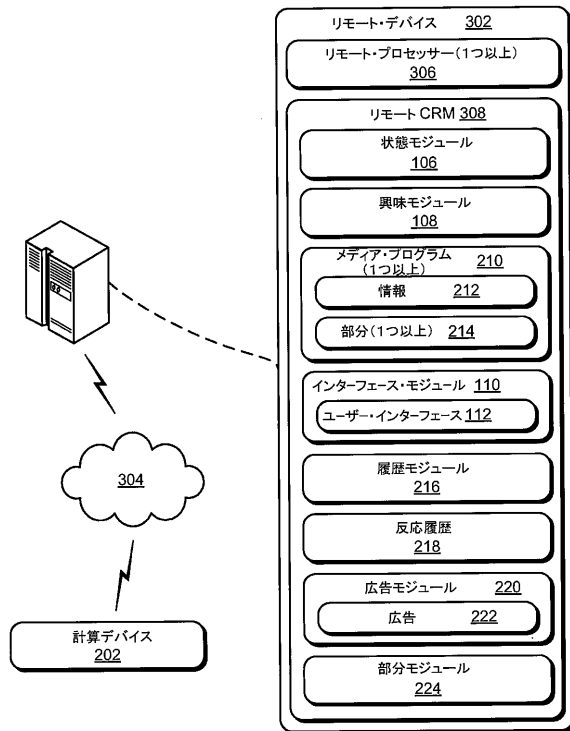 リモート・デバイス 302
リモート・プロセッサー(1つ以上)
306
リモート CRM 308
状態モジュール
106
興味モジュール
108
メディア・プログラム 210
(1つ以上)
情報 212
部分(1つ以上) 214
インターフェース・モジュール 110
ユーザー・インターフェース 112
履歴モジュール
216
反応履歴
218
広告モジュール 220
広告 222
部分モジュール
224
304
計算デバイス
202